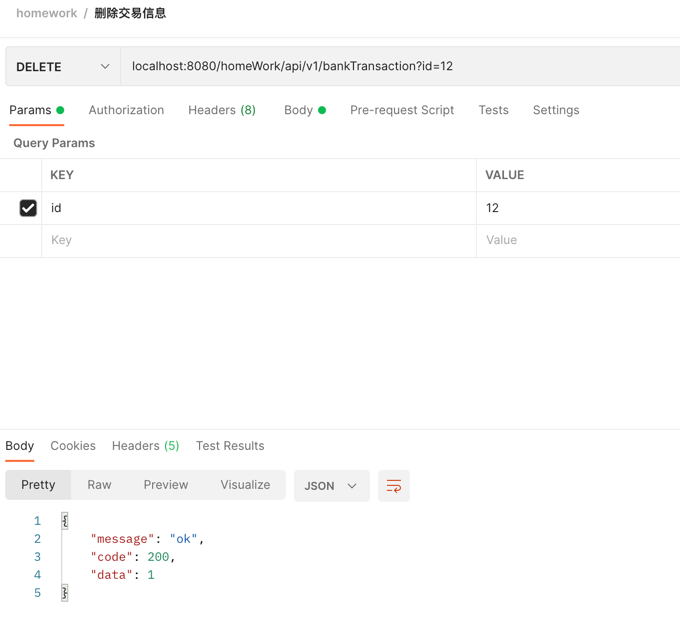 homework / 删除交易信息
DELETE localhost:8080/homeWork/api/v1/bankTransaction?id=12
Params Authorization Headers (8) Body Pre-request Script Tests Settings
Query Params
KEY VALUE
id 12
Key Value
Body Cookies Headers (5) Test Results
Pretty Raw Preview Visualize JSON
1 {
2 "message": "ok",
3 "code": 200,
4 "data": 1
5 }